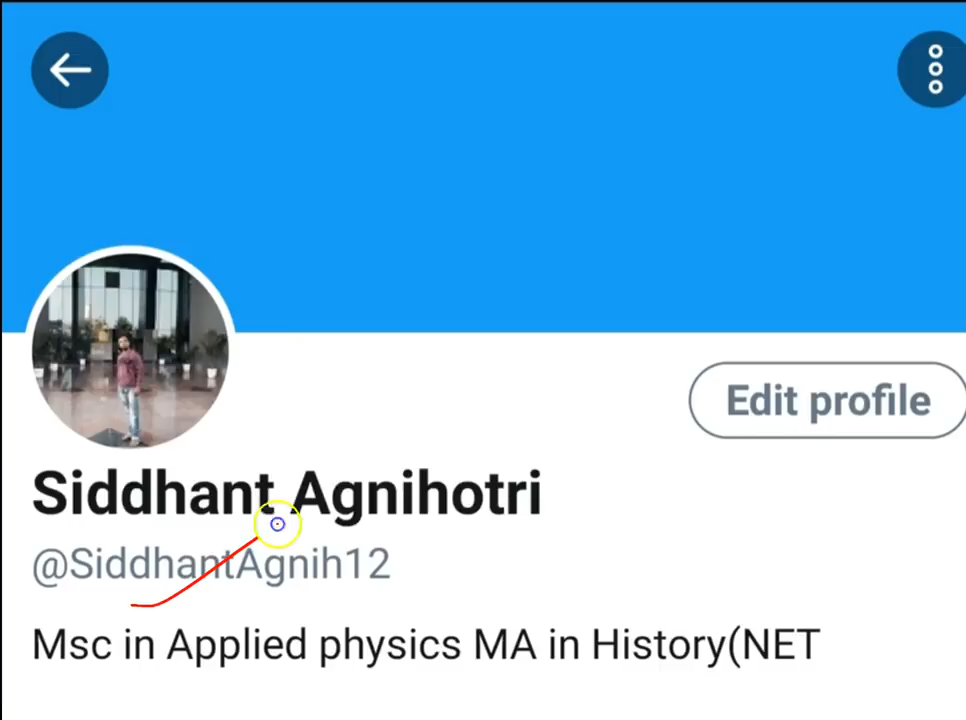 Edit profile
Siddhant Agnihotri
@SiddhantAgnih12
Msc in Applied physics MA in History(NET